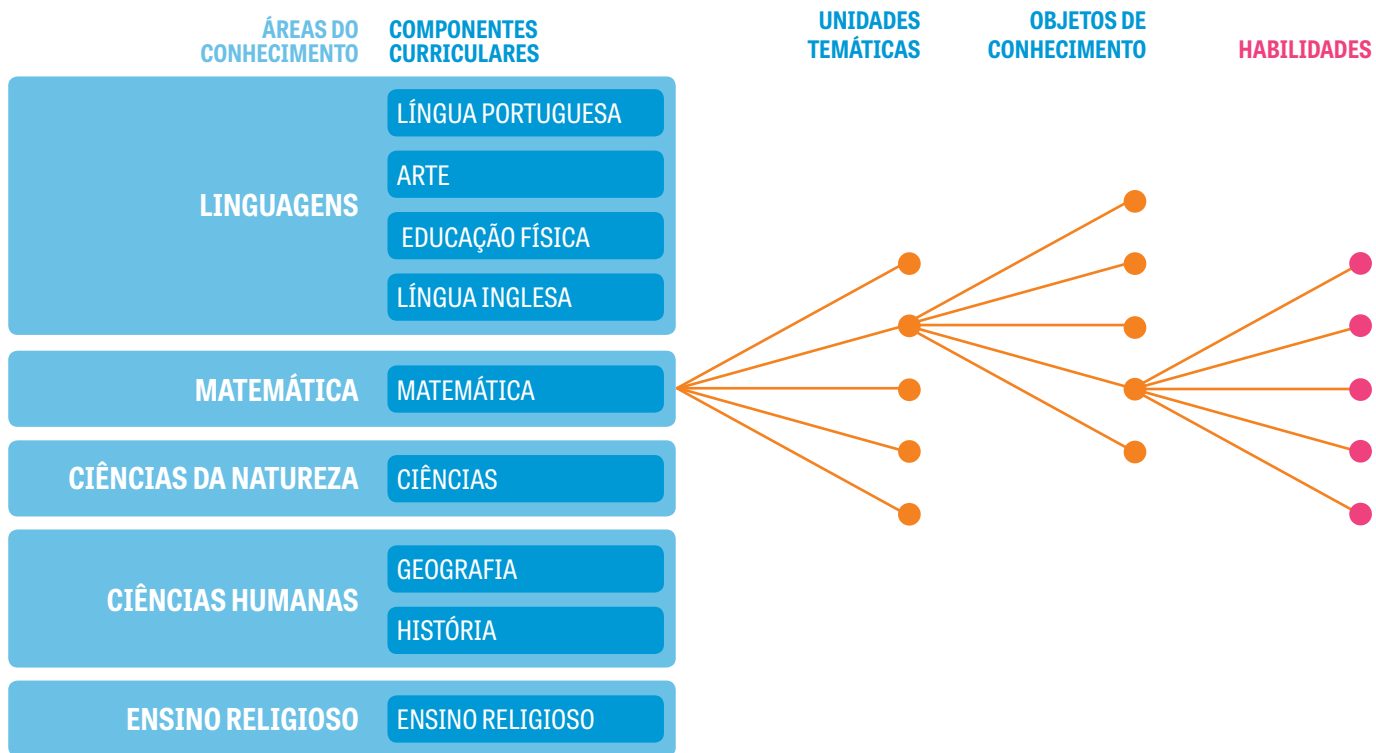 ÁREAS DO
CONHECIMENTO
COMPONENTES
CURRICULARES
UNIDADES
TEMÁTICAS
OBJETOS DE
CONHECIMENTO
HABILIDADES
LINGUAGENS
LÍNGUA PORTUGUESA
ARTE
EDUCAÇÃO FÍSICA
LÍNGUA INGLESA
MATEMÁTICA
MATEMÁTICA
CIÊNCIAS DA NATUREZA
CIÊNCIAS
CIÊNCIAS HUMANAS
GEOGRAFIA
HISTÓRIA
ENSINO RELIGIOSO
ENSINO RELIGIOSO